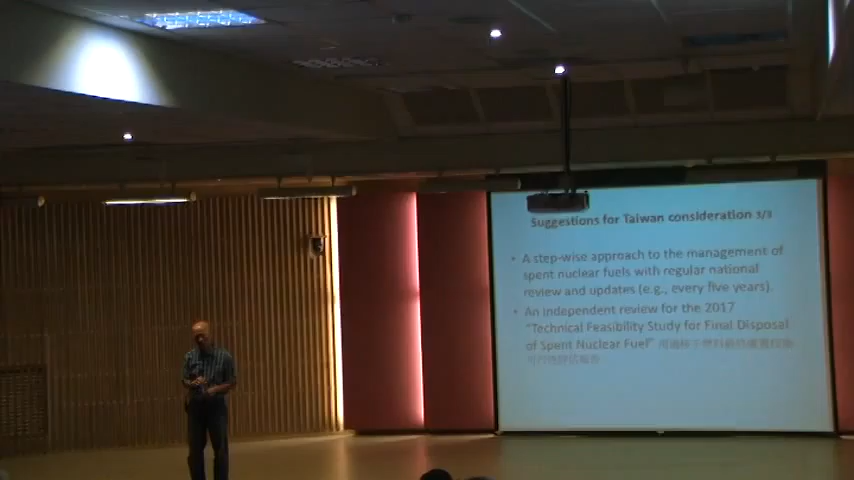 Suggestions for Taiwan consideration 3/3
• A step-wise approach to the management of
spent nuclear fuels with regular national
review and updates (e.g., every five years).
• An independent review for the 2017
"Technical Feasibility Study for Final Disposal
of Spent Nuclear Fuel"